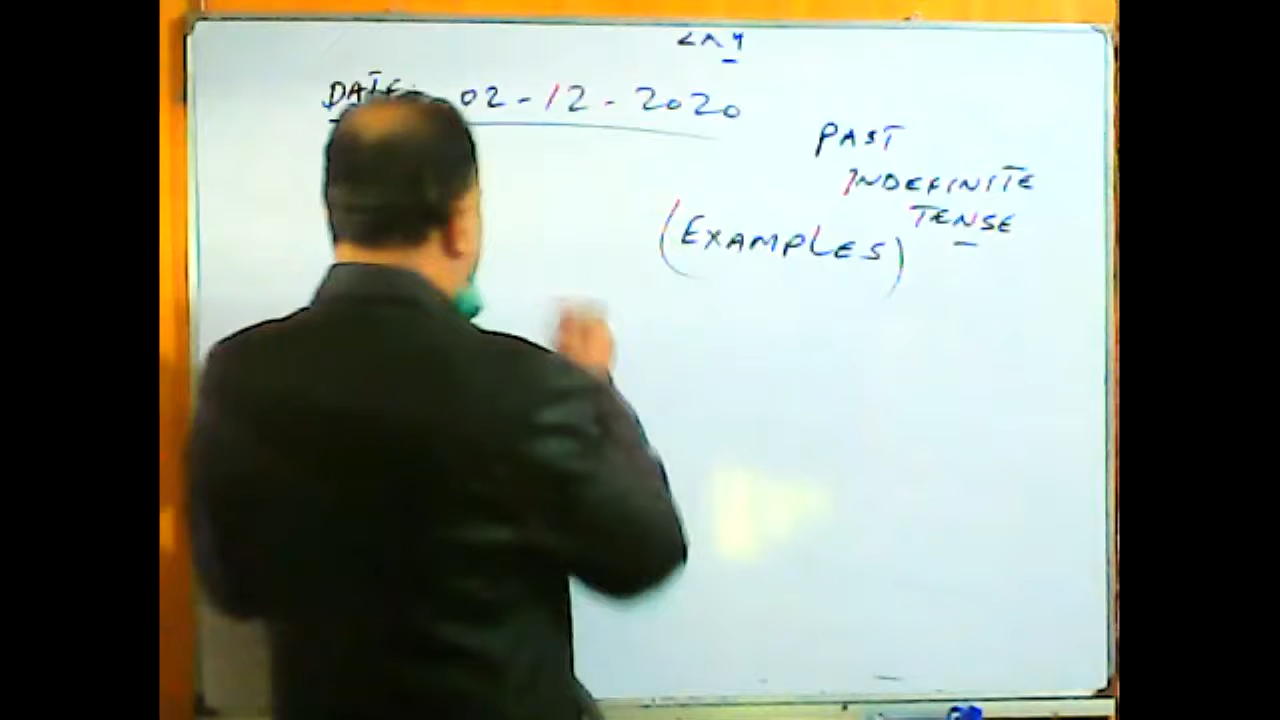 DATE: 02-12-2020
PAST
INDEFINITE
TENSE
(EXAMPLES)